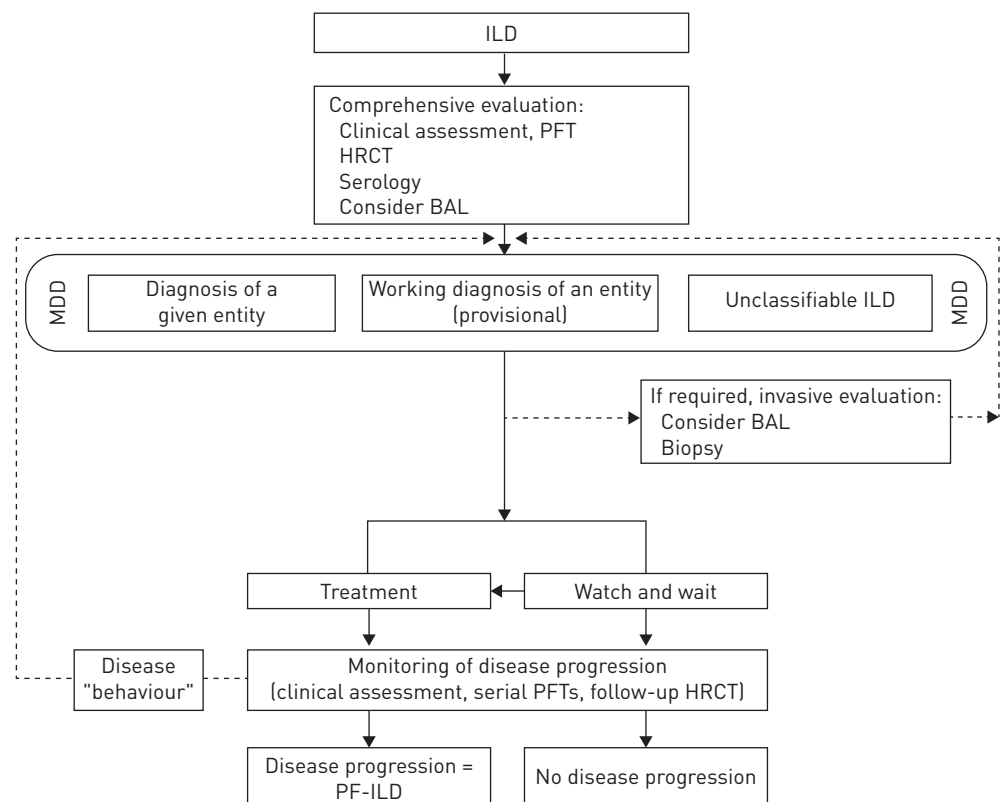 ILD
Comprehensive evaluation:
Clinical assessment, PFT
HRCT
Serology
Consider BAL
MDD
Diagnosis of a
given entity
Working diagnosis of an entity
(provisional)
Unclassifiable ILD
MDD
If required, invasive evaluation:
Consider BAL
Biopsy
Treatment
Watch and wait
Disease
"behaviour"
Monitoring of disease progression
(clinical assessment, serial PFTs, follow-up HRCT)
Disease progression =
PF-ILD
No disease progression